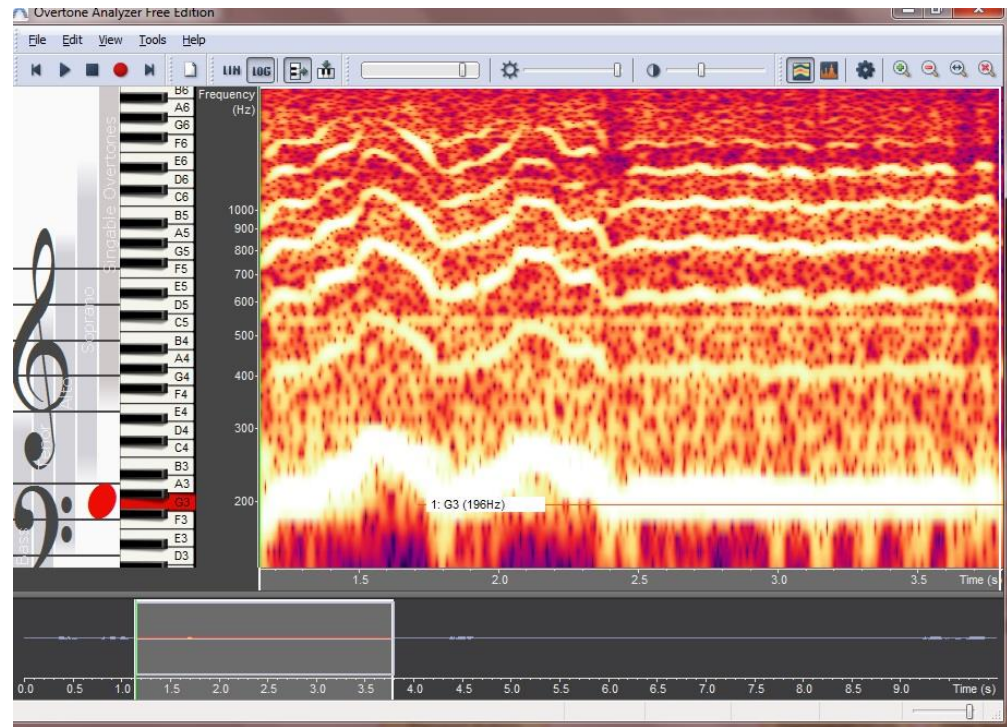 Overtone Analyzer Free Edition
File Edit View Tools Help
LIN LOG
Frequency
(Hz)
B6
A6
G6
F6
E6
D6
C6
B5
A5
G5
F5
E5
D5
C5
B4
A4
G4
F4
E4
D4
C4
B3
A3
G3
F3
E3
D3
Singable Overtones
Soprano
Alto
Tenor
Bass
1000
900
800
700
600
500
400
300
200
1: G3 (196Hz)
1.5 2.0 2.5 3.0 3.5 Time (s
0.0 0.5 1.0 1.5 2.0 2.5 3.0 3.5 4.0 4.5 5.0 5.5 6.0 6.5 7.0 7.5 8.0 8.5 9.0 Time (s)